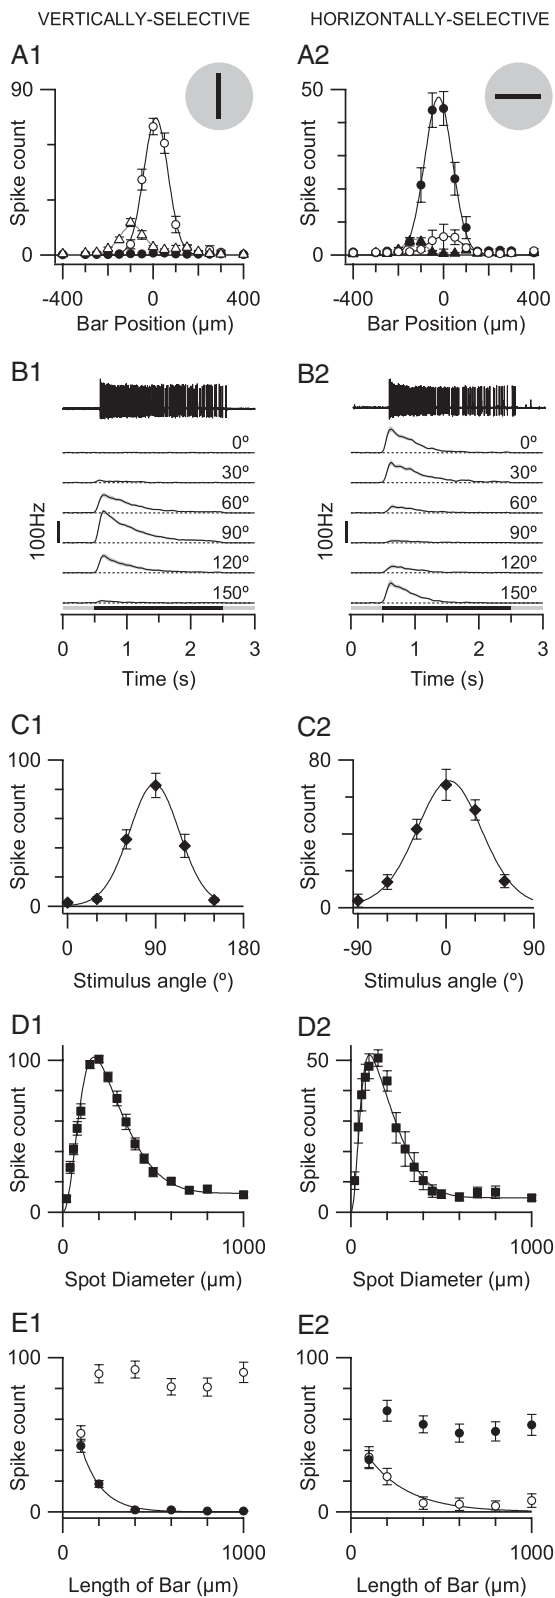 VERTICALLY-SELECTIVE HORIZONTALLY-SELECTIVE
A1 A2
90 50
Spike count Spike count
0 0
-400 0 400 -400 0 400
Bar Position (µm) Bar Position (µm)
B1 B2
0º 0º
30º 30º
60º 60º
100Hz 90º 100Hz 90º
120º 120º
150º 150º
0 1 2 3 0 1 2 3
Time (s) Time (s)
C1 C2
100 80
Spike count Spike count
0 0
0 90 180 -90 0 90
Stimulus angle (º) Stimulus angle (º)
D1 D2
100 50
Spike count Spike count
0 0
0 1000 0 1000
Spot Diameter (µm) Spot Diameter (µm)
E1 E2
100 100
Spike count Spike count
0 0
0 1000 0 1000
Length of Bar (µm) Length of Bar (µm)